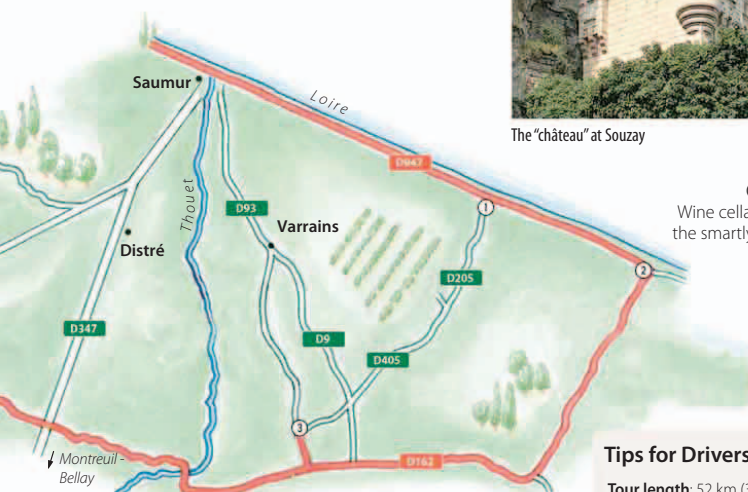 The “château” at Souzay
Saumur
Loire
D947
Thouet
D93
Varrains
Distré
1
2
D205
D347
D9
D405
3
D162
Montreuil -
Bellay
Wine cella
the smartly
Tips for Drivers
Tour length: 52 km (3